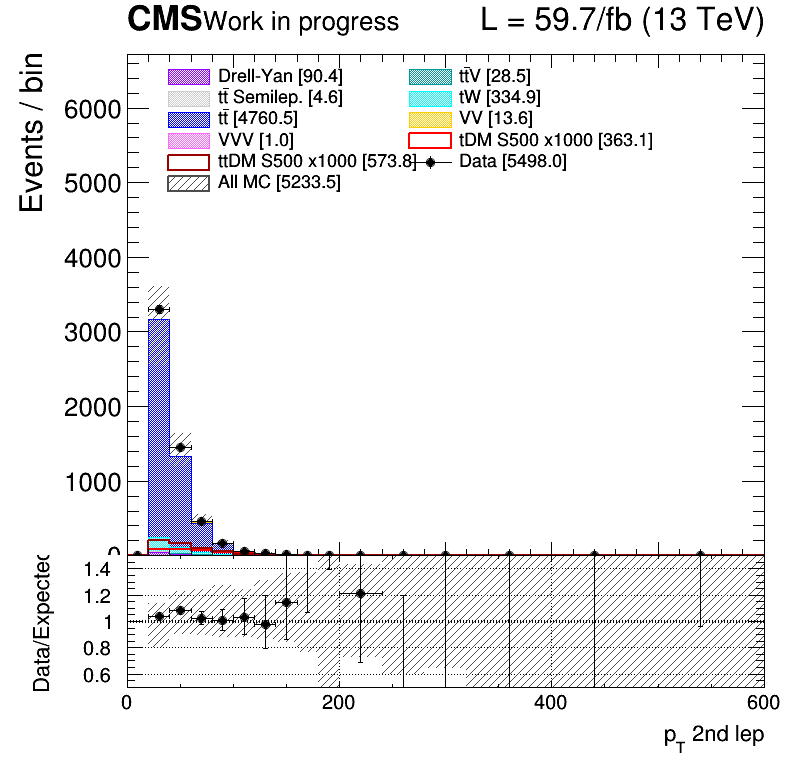 CMS Work in progress L = 59.7/fb (13 TeV)
Events / bin
Drell-Yan [90.4] tt̄V [28.5]
tt̄ Semilep. [4.6] tW [334.9]
tt̄ [4760.5] VV [13.6]
VVV [1.0] tDM S500 x1000 [363.1]
ttDM S500 x1000 [573.8] Data [5498.0]
All MC [5233.5]
6000
5000
4000
3000
2000
1000
0
Data/Expected
1.4
1.2
1
0.8
0.6
0 200 400 600
p_T 2nd lep